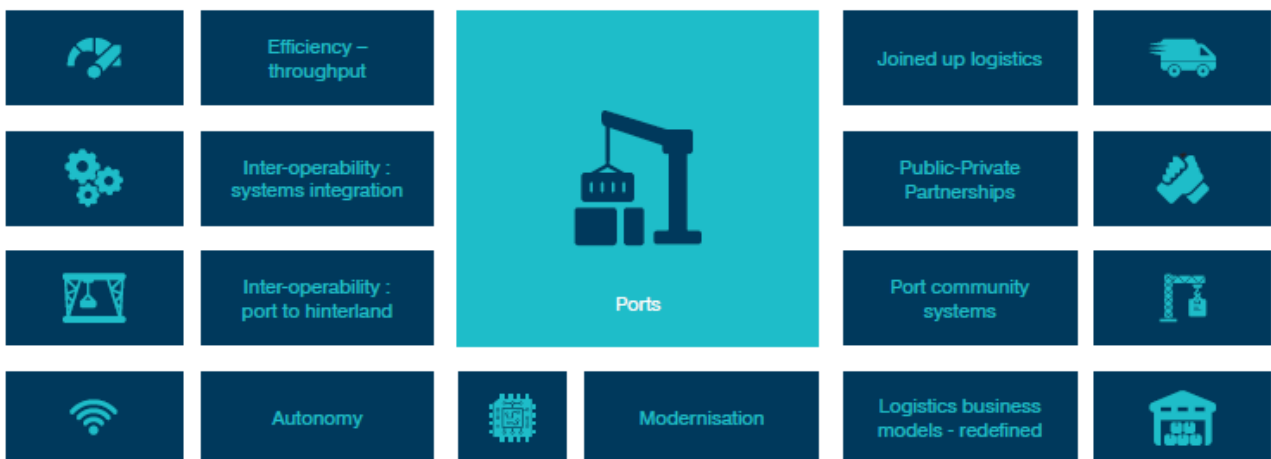 Efficiency –
throughput
Joined up logistics
Inter-operability :
systems integration
Public-Private
Partnerships
Inter-operability :
port to hinterland
Ports
Port community
systems
Autonomy
Modernisation
Logistics business
models - redefined